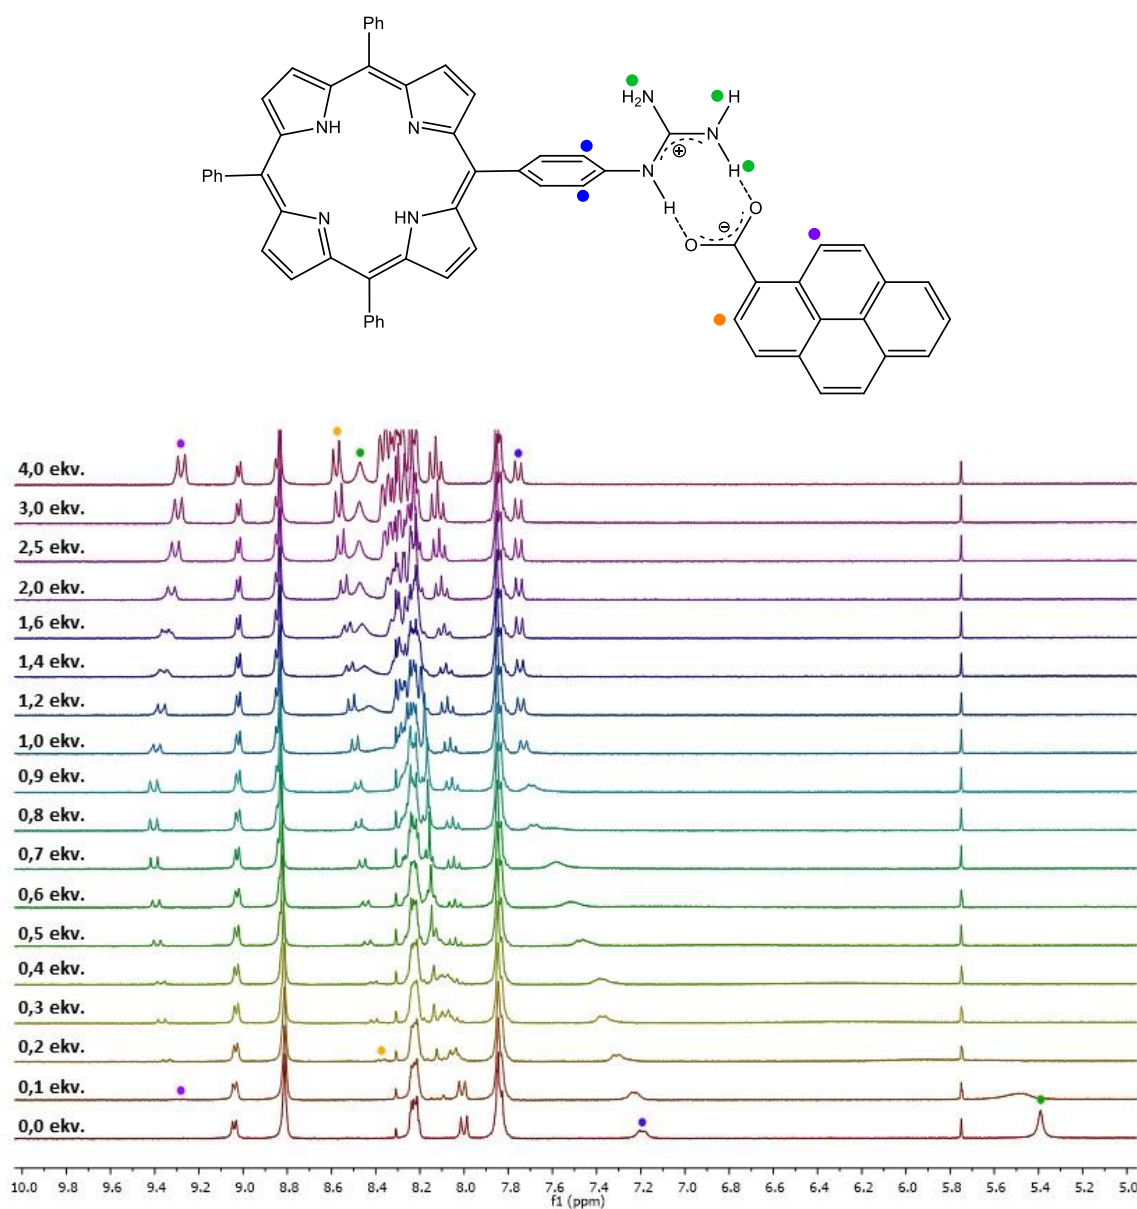 Ph
H₂N
H
NH
N
N
H
Ph
N
H
O
N
HN
O
Ph
4,0 ekv.
3,0 ekv.
2,5 ekv.
2,0 ekv.
1,6 ekv.
1,4 ekv.
1,2 ekv.
1,0 ekv.
0,9 ekv.
0,8 ekv.
0,7 ekv.
0,6 ekv.
0,5 ekv.
0,4 ekv.
0,3 ekv.
0,2 ekv.
0,1 ekv.
0,0 ekv.
10.0 9.8 9.6 9.4 9.2 9.0 8.8 8.6 8.4 8.2 8.0 7.8 7.6 7.4 7.2 7.0 6.8 6.6 6.4 6.2 6.0 5.8 5.6 5.4 5.2 5.0
f1 (ppm)